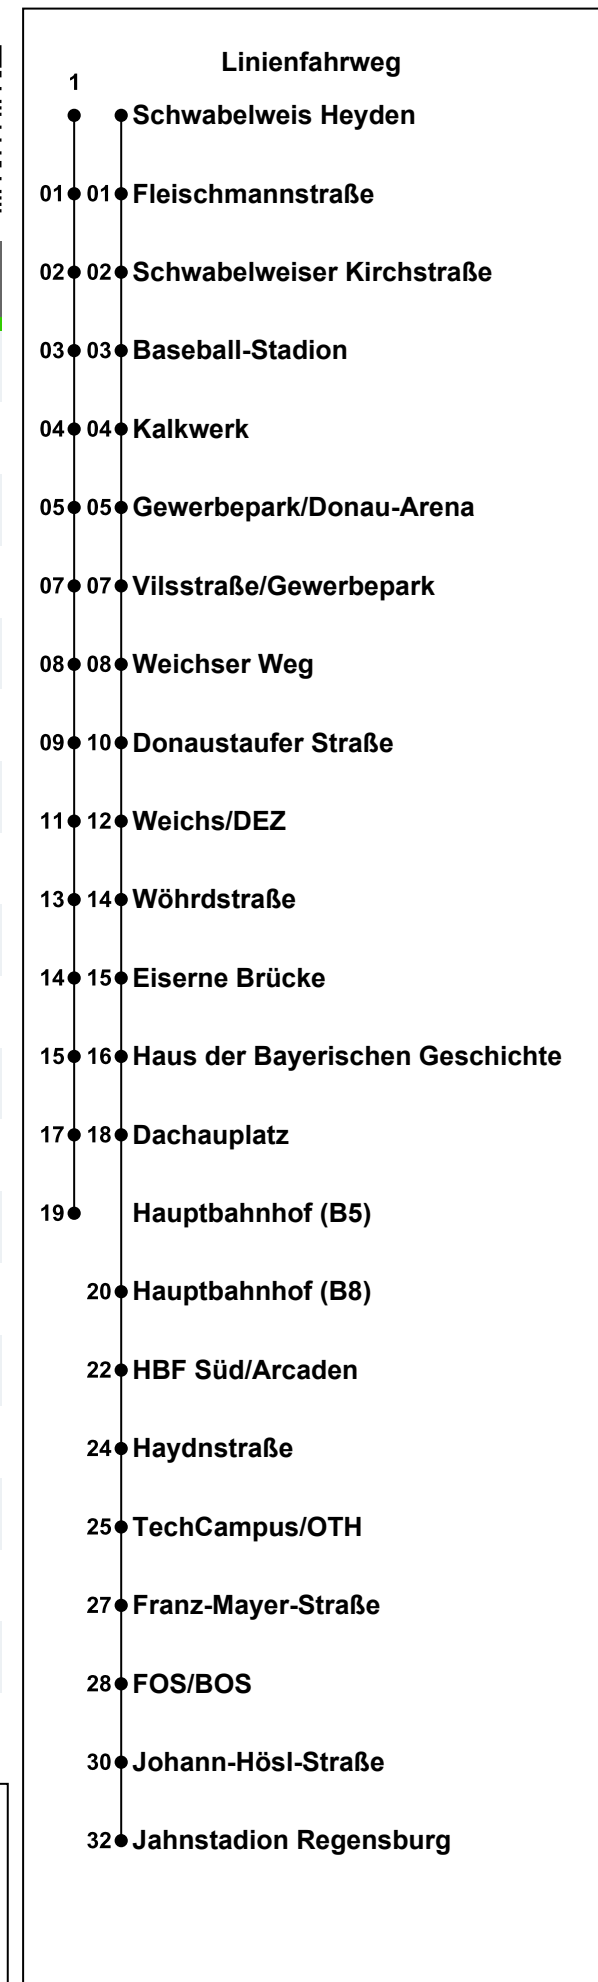 Linienfahrweg
1
Schwabelweis Heyden
01 01 Fleischmannstraße
02 02 Schwabelweiser Kirchstraße
03 03 Baseball-Stadion
04 04 Kalkwerk
05 05 Gewerbepark/Donau-Arena
07 07 Vilsstraße/Gewerbepark
08 08 Weichser Weg
09 10 Donaustaufer Straße
11 12 Weichs/DEZ
13 14 Wöhrdstraße
14 15 Eiserne Brücke
15 16 Haus der Bayerischen Geschichte
17 18 Dachauplatz
19 Hauptbahnhof (B5)
20 Hauptbahnhof (B8)
22 HBF Süd/Arcaden
24 Haydnstraße
25 TechCampus/OTH
27 Franz-Mayer-Straße
28 FOS/BOS
30 Johann-Hösl-Straße
32 Jahnstadion Regensburg